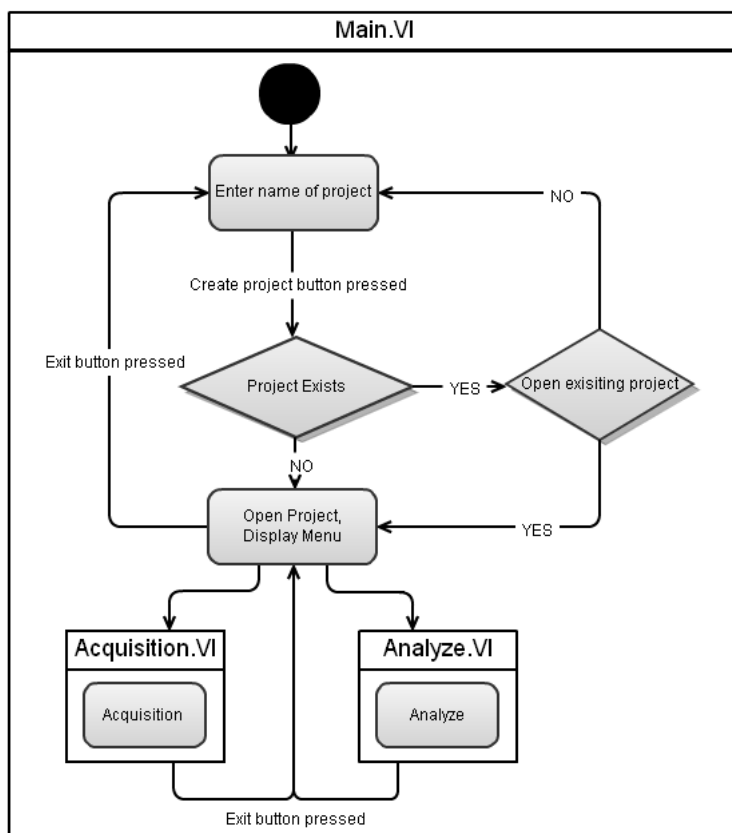 Main.VI
Enter name of project
NO
Create project button pressed
Exit button pressed
Project Exists
YES
Open exisiting project
NO
Open Project,
Display Menu
YES
Acquisition.VI
Analyze.VI
Acquisition
Analyze
Exit button pressed